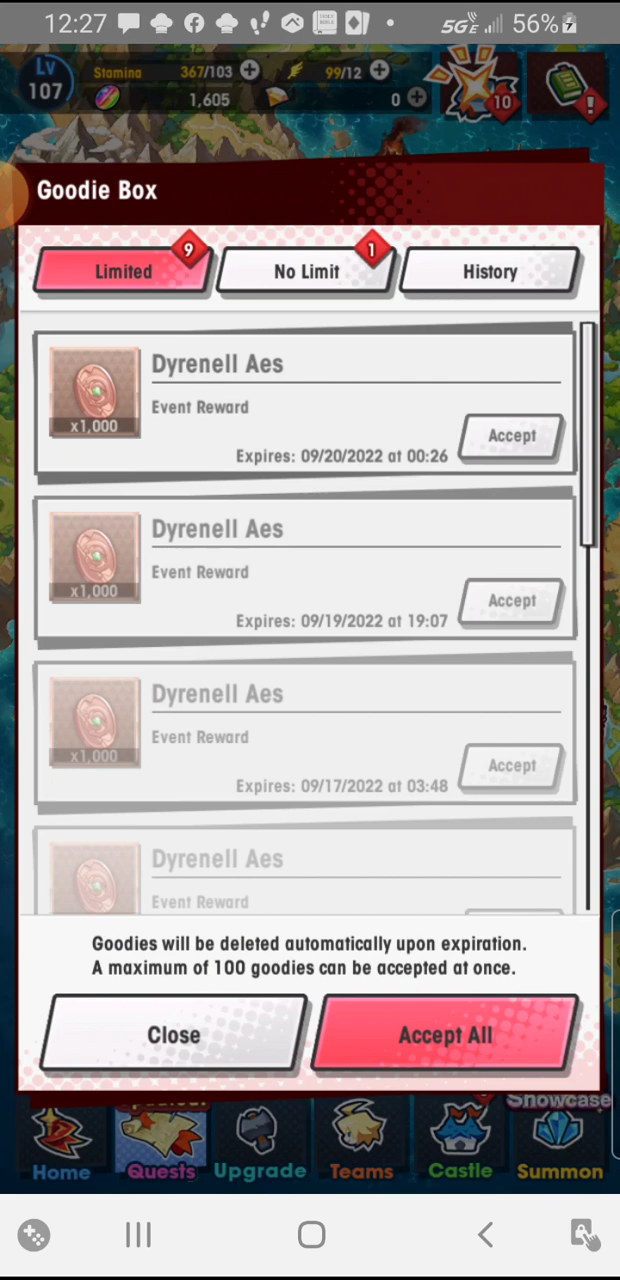 12:27
5GE
56%
Lv
107
Stamina 367/103
99/12
1,605
0
10
!
Goodie Box
Limited
9
No Limit
1
History
Dyrenell Aes
x1,000
Event Reward
Accept
Expires: 09/20/2022 at 00:26
Dyrenell Aes
x1,000
Event Reward
Accept
Expires: 09/19/2022 at 19:07
Dyrenell Aes
x1,000
Event Reward
Accept
Expires: 09/17/2022 at 03:48
Dyrenell Aes
Event Reward
Goodies will be deleted automatically upon expiration.
A maximum of 100 goodies can be accepted at once.
Close
Accept All
Showcase
Home
Quests
Upgrade
Teams
Castle
Summon